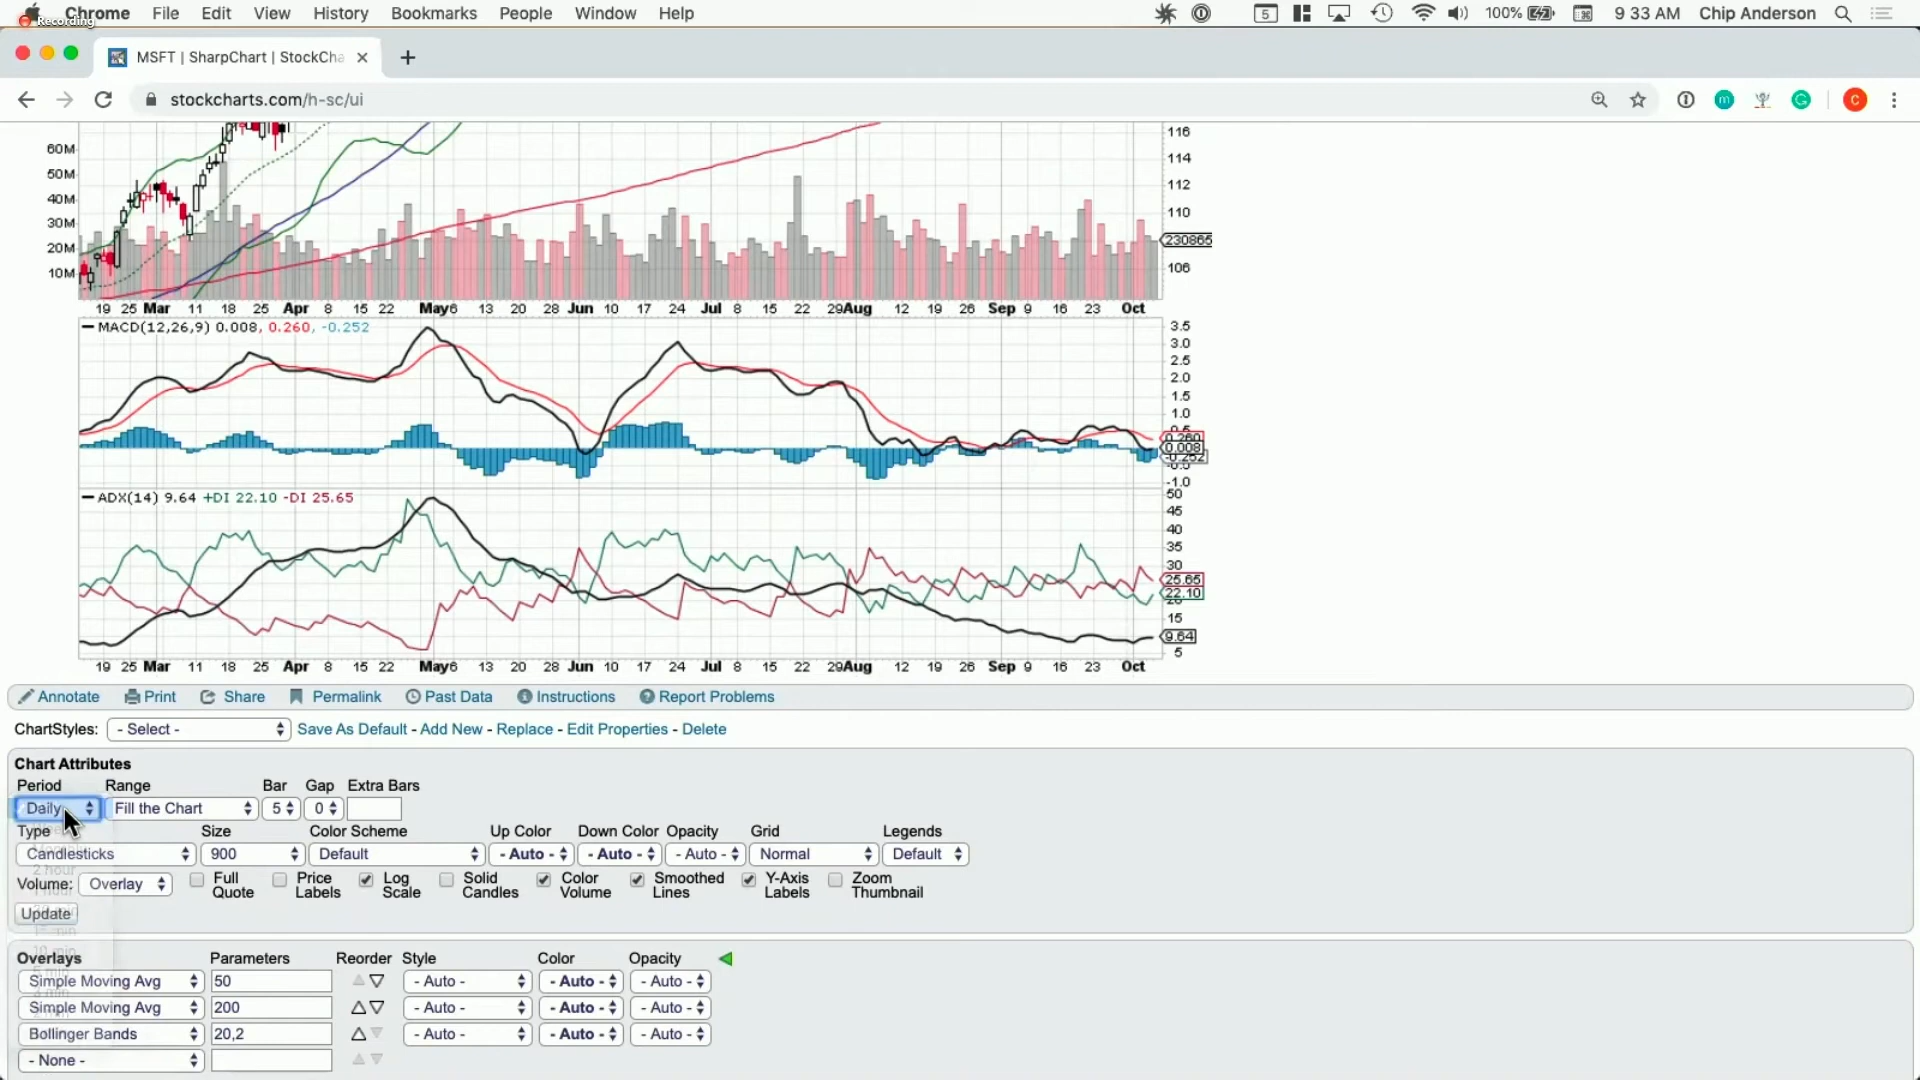 Recording
Chrome File Edit View History Bookmarks People Window Help 5 100% 9 33 AM Chip Anderson
MSFT | SharpChart | StockCha
stockcharts.com/h-sc/ui
60M
50M
40M
30M
20M
10M
116
114
112
110
230865
106
19 25 Mar 11 18 25 Apr 8 15 22 May6 13 20 28 Jun 10 17 24 Jul 8 15 22 29Aug 12 19 26 Sep 9 16 23 Oct
MACD(12,26,9) 0.008, 0.260, -0.252
3.5
3.0
2.5
2.0
1.5
1.0
0.260
0.008
-0.252
-0.5
-1.0
ADX(14) 9.64 +DI 22.10 -DI 25.65
50
45
40
35
30
25.65
22.10
15
9.64
5
19 25 Mar 11 18 25 Apr 8 15 22 May6 13 20 28 Jun 10 17 24 Jul 8 15 22 29Aug 12 19 26 Sep 9 16 23 Oct
Annotate Print Share Permalink Past Data Instructions Report Problems
ChartStyles: - Select - Save As Default - Add New - Replace - Edit Properties - Delete
Chart Attributes
Period Range Bar Gap Extra Bars
Daily Fill the Chart 5 0
Type Size Color Scheme Up Color Down Color Opacity Grid Legends
Candlesticks 900 Default - Auto - - Auto - - Auto - Normal Default
Volume: Overlay Full Quote Price Labels Log Scale Solid Candles Color Volume Smoothed Lines Y-Axis Labels Zoom Thumbnail
Update
Overlays Parameters Reorder Style Color Opacity
Simple Moving Avg 50 - Auto - - Auto - - Auto -
Simple Moving Avg 200 - Auto - - Auto - - Auto -
Bollinger Bands 20,2 - Auto - - Auto - - Auto -
- None -